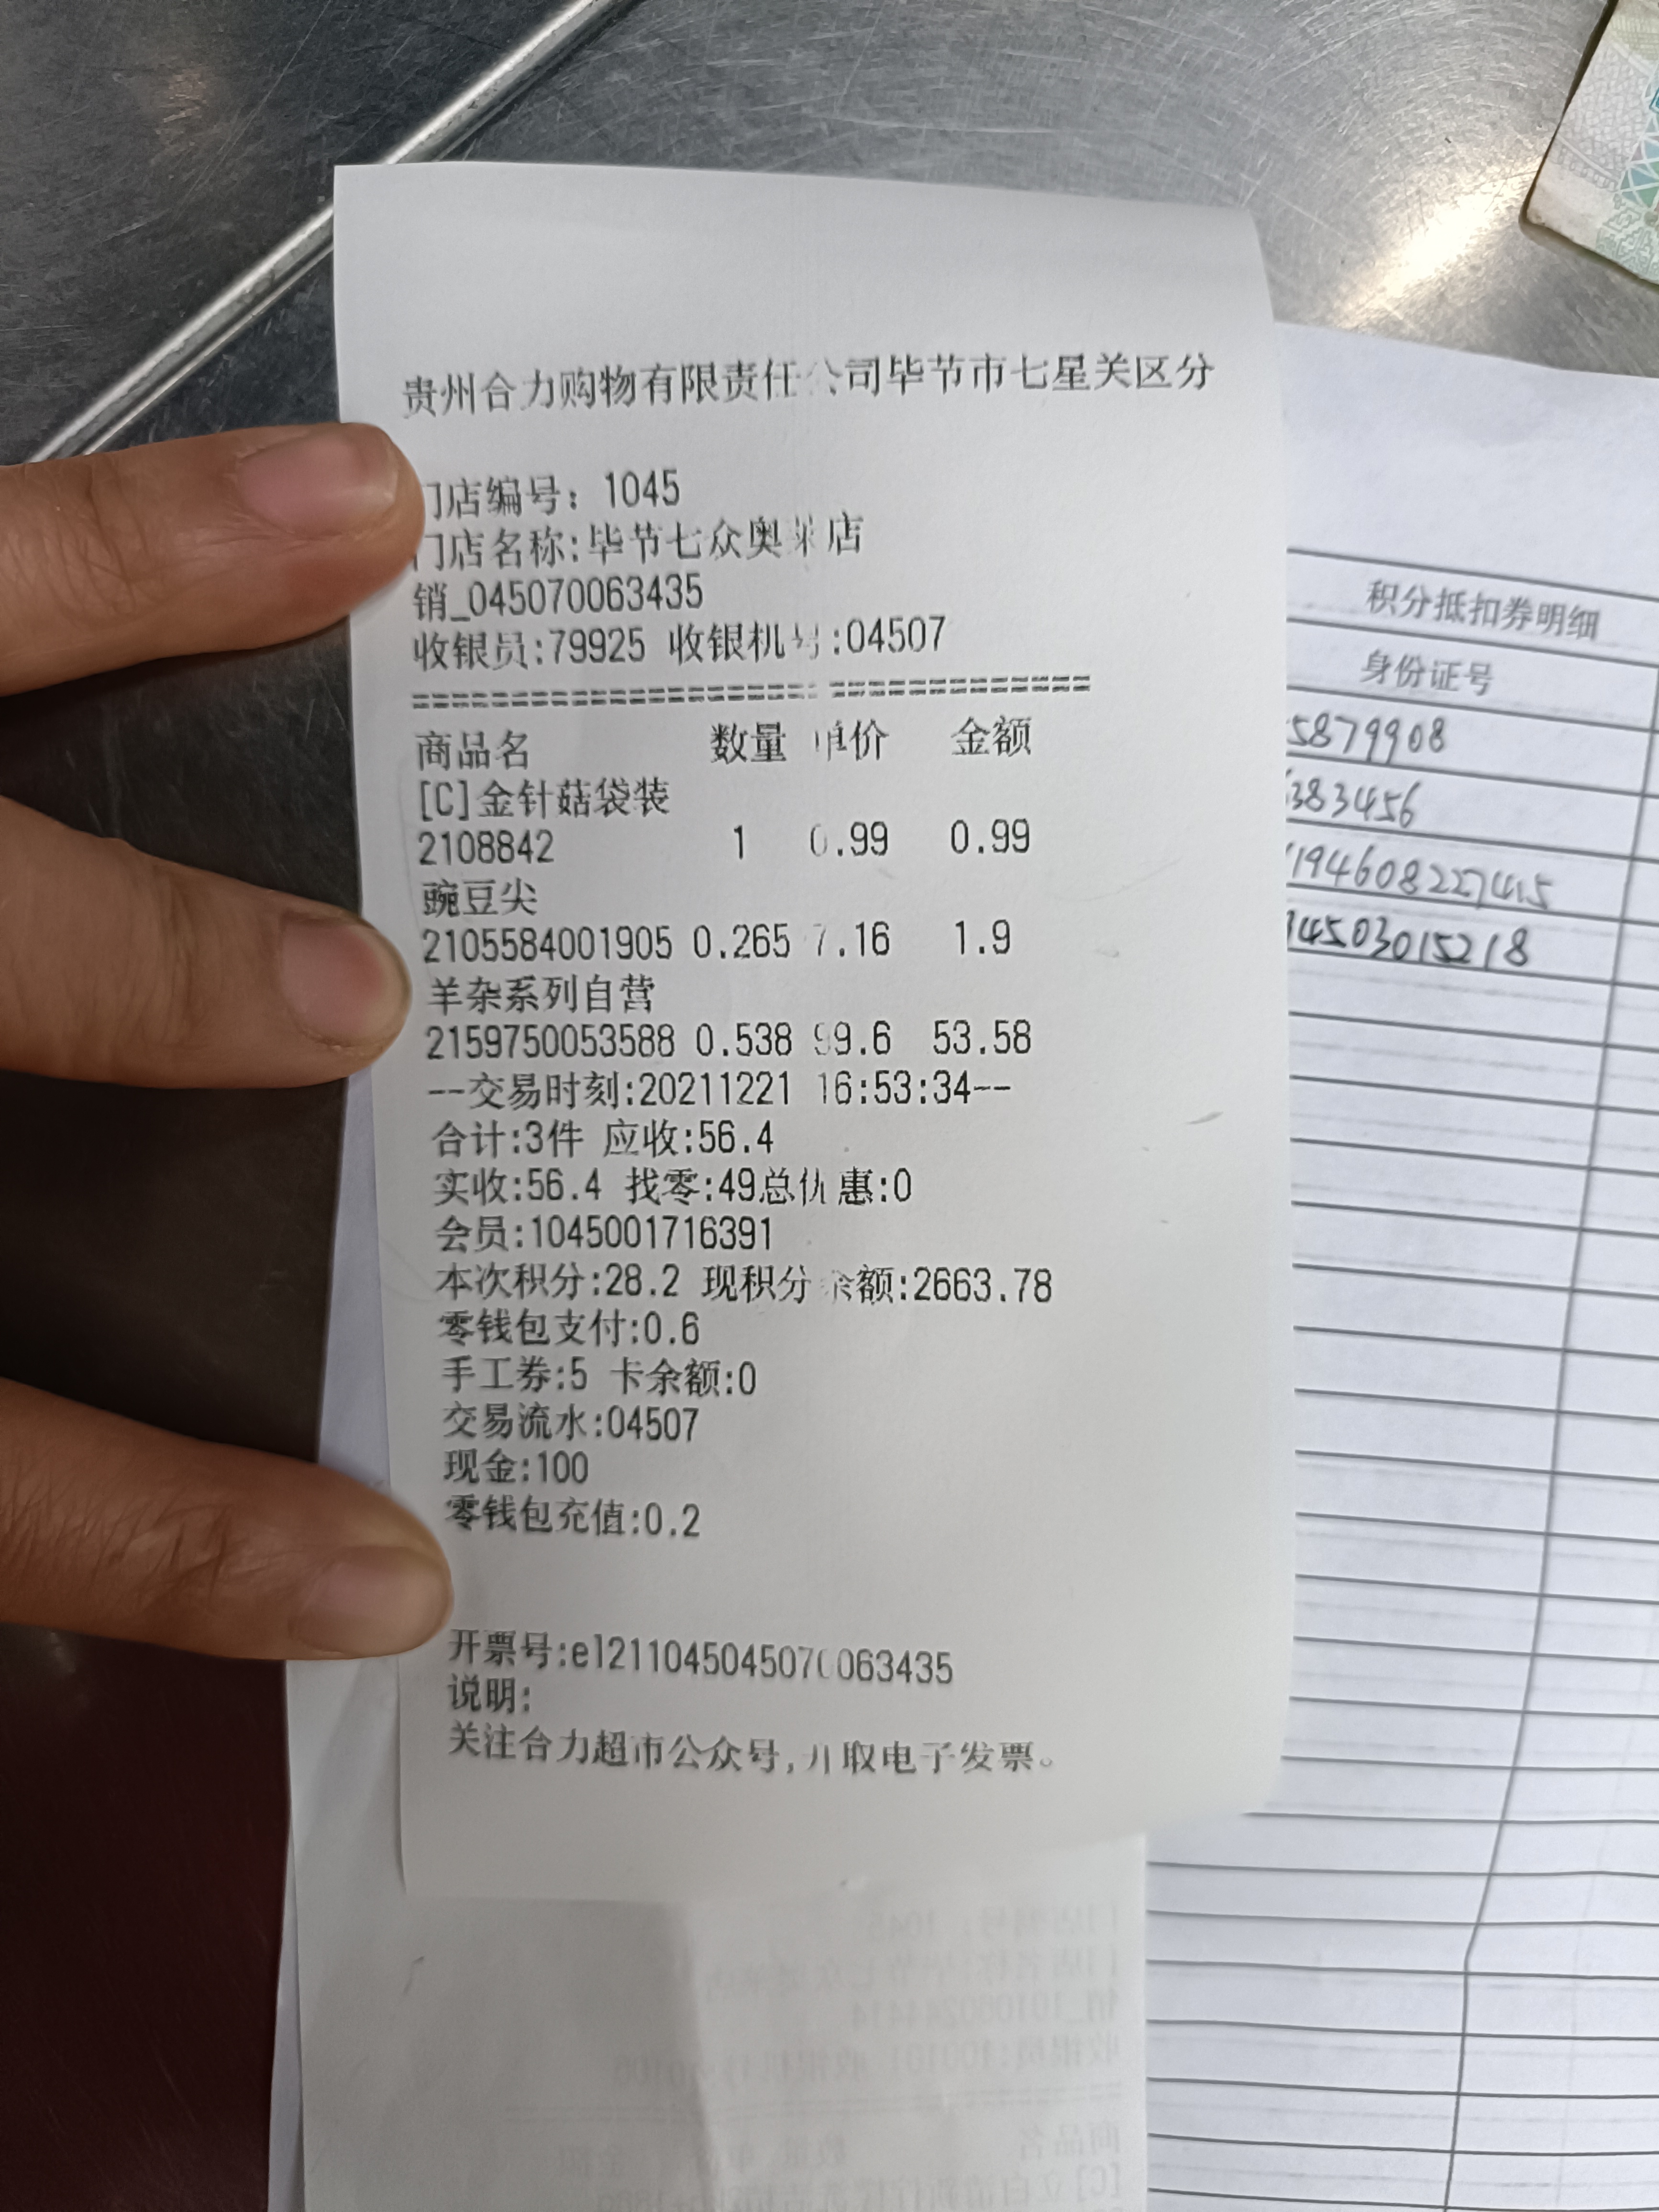 贵州合力购物有限责任公司毕节市七星关区分
门店编号：1045
门店名称:毕节七众奥莱店
销_045070063435
收银员:79925 收银机号:04507
==================================
商品名 数量 单价 金额
[C]金针菇袋装
2108842 1 0.99 0.99
豌豆尖
2105584001905 0.265 7.16 1.9
羊杂系列自营
2159750053588 0.538 99.6 53.58
--交易时刻:20211221 16:53:34--
合计:3件 应收:56.4
实收:56.4 找零:49总优惠:0
会员:1045001716391
本次积分:28.2 现积分余额:2663.78
零钱包支付:0.6
手工券:5 卡余额:0
交易流水:04507
现金:100
零钱包充值:0.2
开票号:e1211045045070063435
说明:
关注合力超市公众号,开取电子发票。
积分抵扣券明细
身份证号
5879908
383456